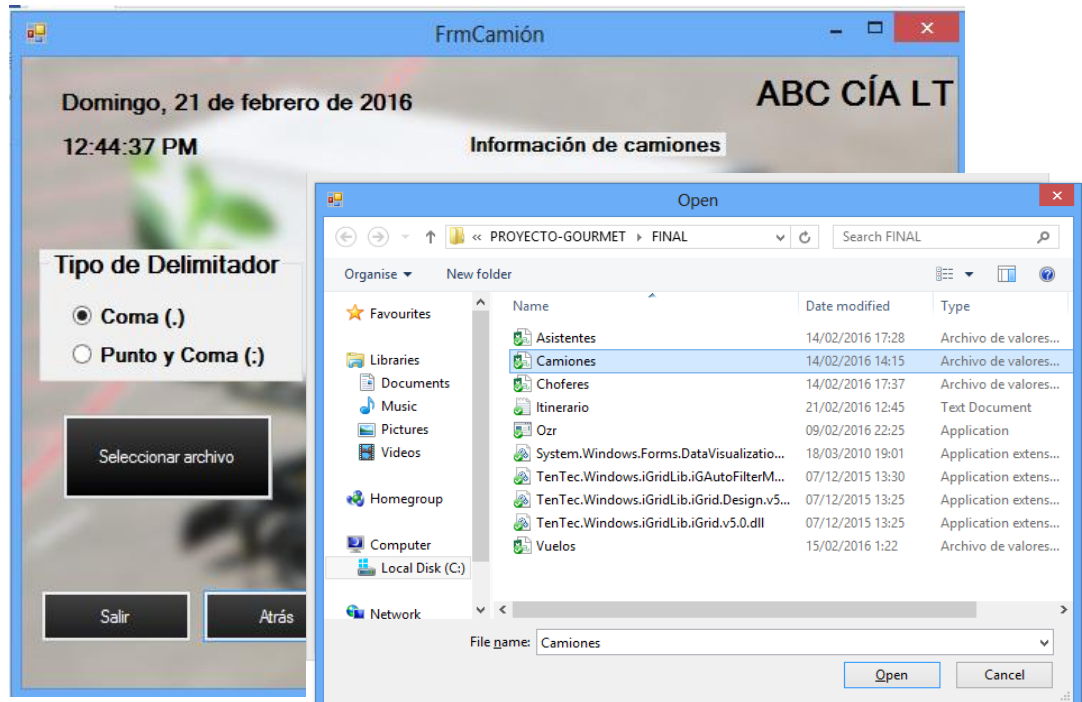 FrmCamión
Domingo, 21 de febrero de 2016
ABC CÍA LT
12:44:37 PM
Información de camiones
Tipo de Delimitador
Coma (.)
Punto y Coma (:)
Seleccionar archivo
Salir
Atrás
Open
« PROYECTO-GOURMET FINAL
Search FINAL
Organise
New folder
Favourites
Libraries
Documents
Music
Pictures
Videos
Homegroup
Computer
Local Disk (C:)
Network
Name Date modified Type
Asistentes 14/02/2016 17:28 Archivo de valores...
Camiones 14/02/2016 14:15 Archivo de valores...
Choferes 14/02/2016 17:37 Archivo de valores...
Itinerario 21/02/2016 12:45 Text Document
Ozr 09/02/2016 22:25 Application
System.Windows.Forms.DataVisualizatio... 18/03/2010 19:01 Application extens...
TenTec.Windows.iGridLib.iGAutoFilterM... 07/12/2015 13:30 Application extens...
TenTec.Windows.iGridLib.iGrid.Design.v5... 07/12/2015 13:25 Application extens...
TenTec.Windows.iGridLib.iGrid.v5.0.dll 07/12/2015 13:25 Application extens...
Vuelos 15/02/2016 1:22 Archivo de valores...
File name: Camiones
Open
Cancel